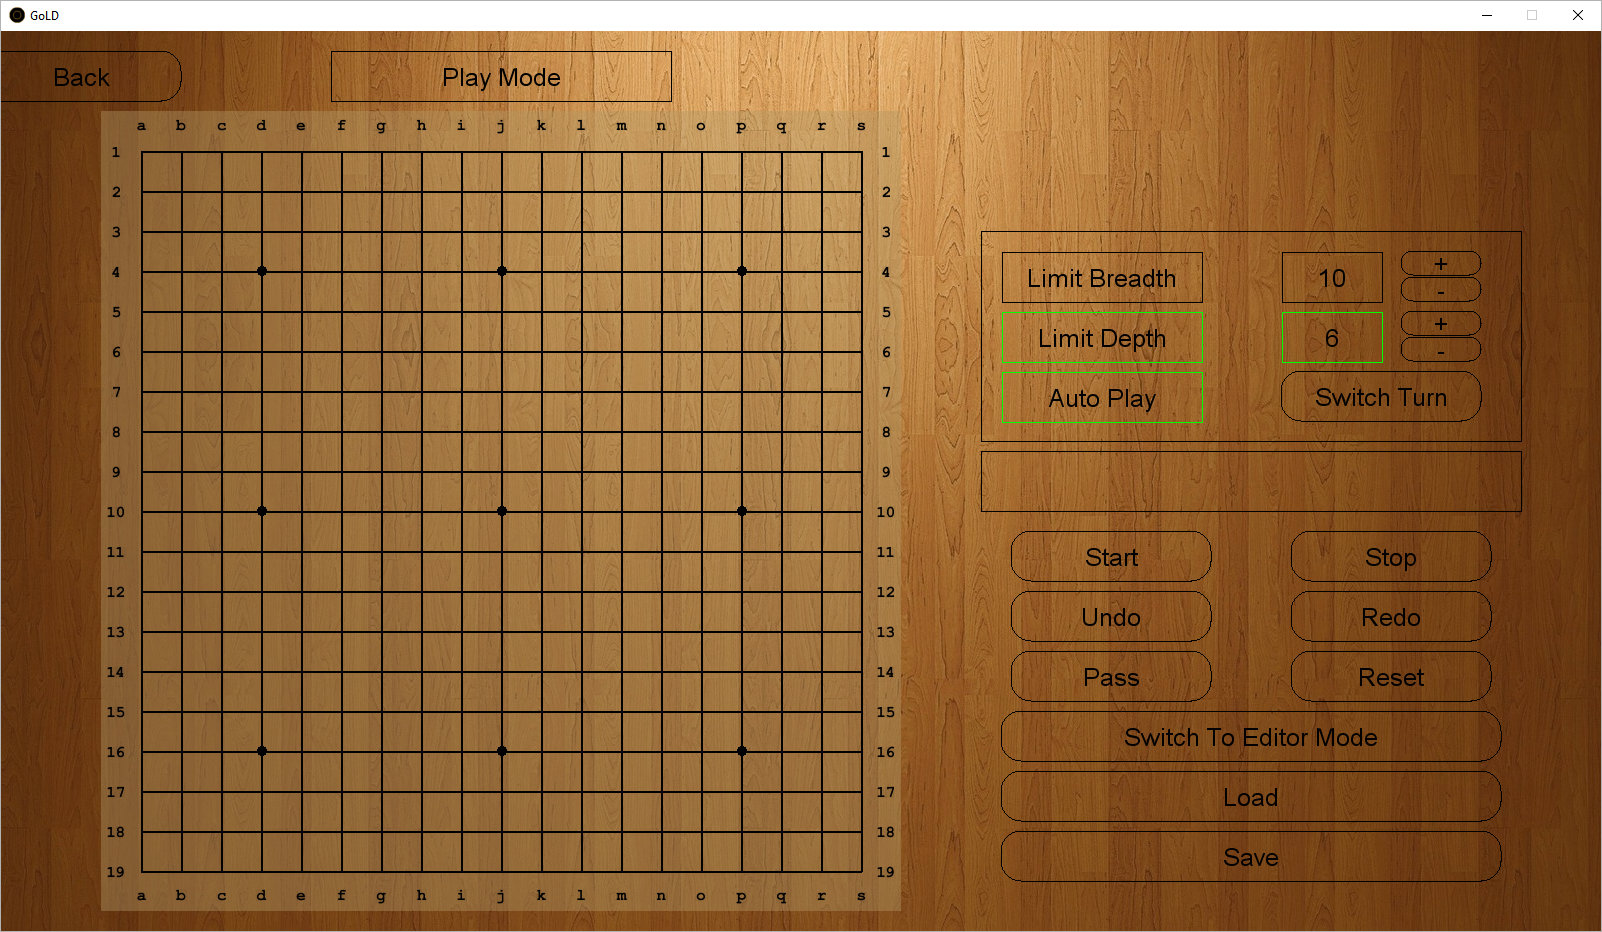 GoLD
Back
Play Mode
a b c d e f g h i j k l m n o p q r s
1 1
2 2
3 3
4 4
5 5
6 6
7 7
8 8
9 9
10 10
11 11
12 12
13 13
14 14
15 15
16 16
17 17
18 18
19 19
a b c d e f g h i j k l m n o p q r s
Limit Breadth 10 +
-
Limit Depth 6 +
-
Auto Play Switch Turn
Start Stop
Undo Redo
Pass Reset
Switch To Editor Mode
Load
Save